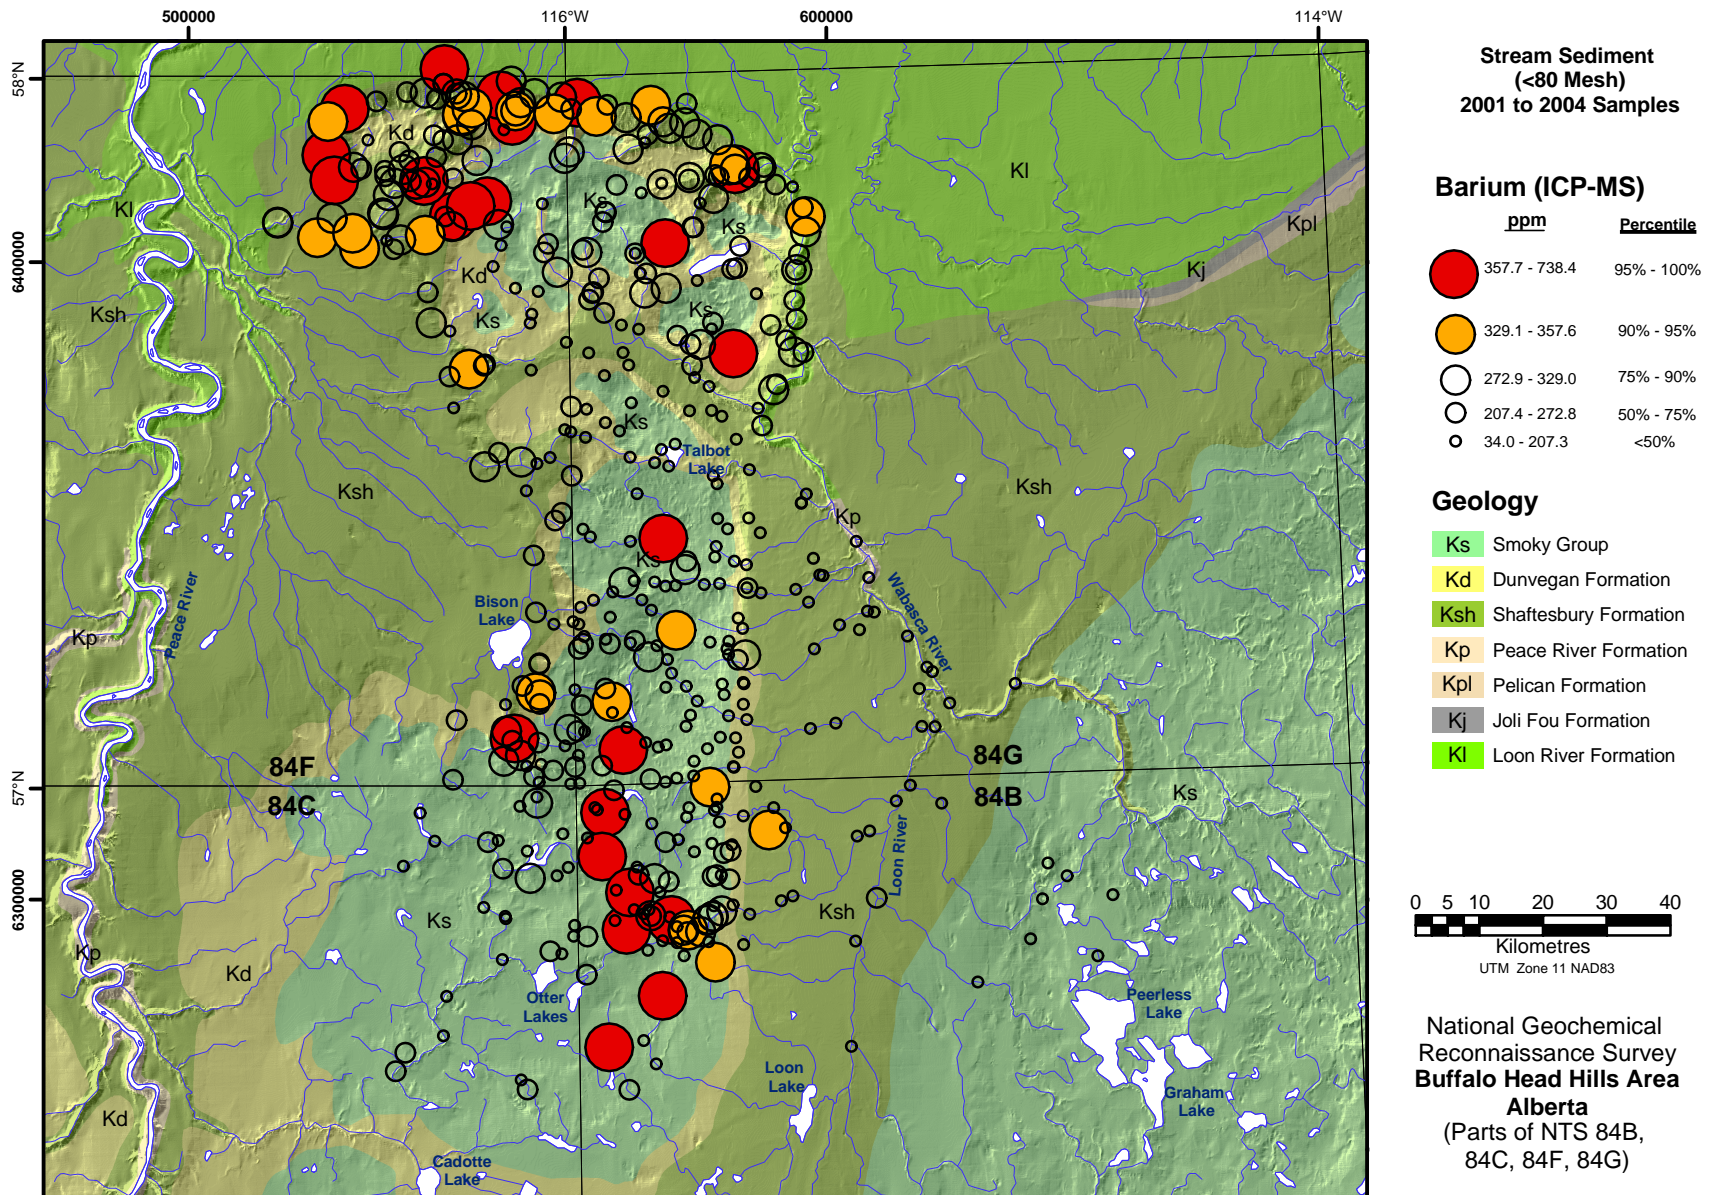 500000
116°W
600000
114°W
58°N
6400000
57°N
6300000
Kd
Kl
Ks
Ks
Kl
Kpl
Kj
Kd
Ksh
Ks
Ks
Ks
Talbot
Lake
Ksh
Ksh
Kp
Ks
Peace River
Wabasca River
Bison
Lake
Kp
84F
84G
84C
84B
Ks
Loon River
Ks
Ksh
Kp
Kd
Otter
Lakes
Peerless
Lake
Loon
Lake
Graham
Lake
Kd
Cadotte
Lake
Stream Sediment
(<80 Mesh)
2001 to 2004 Samples
Barium (ICP-MS)
ppm Percentile
357.7 - 738.4 95% - 100%
329.1 - 357.6 90% - 95%
272.9 - 329.0 75% - 90%
207.4 - 272.8 50% - 75%
34.0 - 207.3 <50%
Geology
Ks Smoky Group
Kd Dunvegan Formation
Ksh Shaftesbury Formation
Kp Peace River Formation
Kpl Pelican Formation
Kj Joli Fou Formation
Kl Loon River Formation
0 5 10 20 30 40
Kilometres
UTM Zone 11 NAD83
National Geochemical
Reconnaissance Survey
Buffalo Head Hills Area
Alberta
(Parts of NTS 84B,
84C, 84F, 84G)